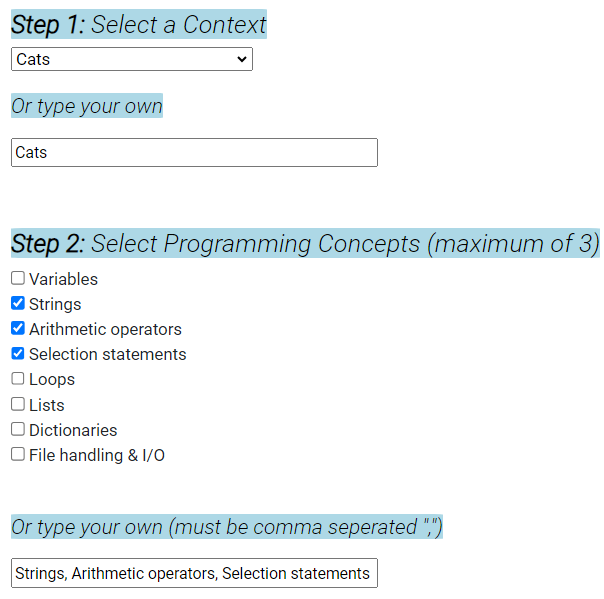 Step 1: Select a Context
Cats
Or type your own
Cats
Step 2: Select Programming Concepts (maximum of 3)
Variables
Strings
Arithmetic operators
Selection statements
Loops
Lists
Dictionaries
File handling & I/O
Or type your own (must be comma seperated ",")
Strings, Arithmetic operators, Selection statements